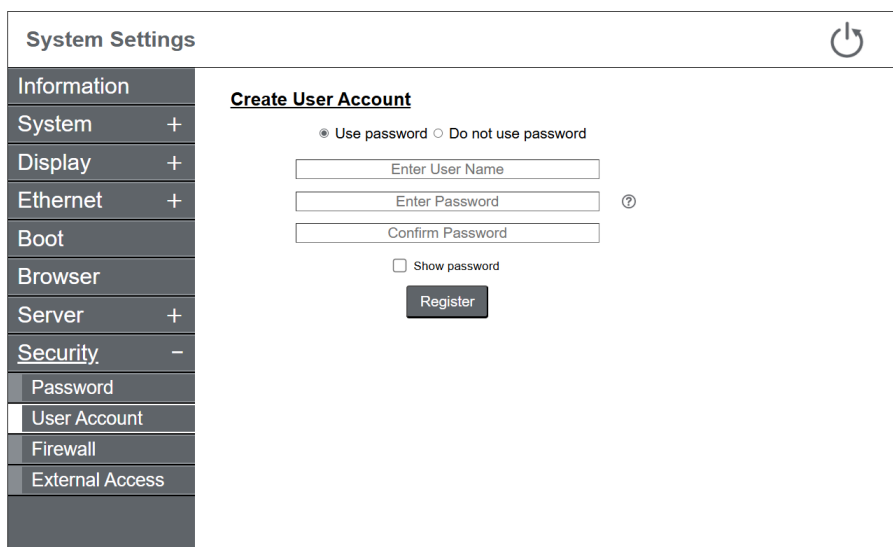 System Settings
Information
System +
Display +
Ethernet +
Boot
Browser
Server +
Security −
Password
User Account
Firewall
External Access
Create User Account
Use password Do not use password
Enter User Name
Enter Password ?
Confirm Password
Show password
Register